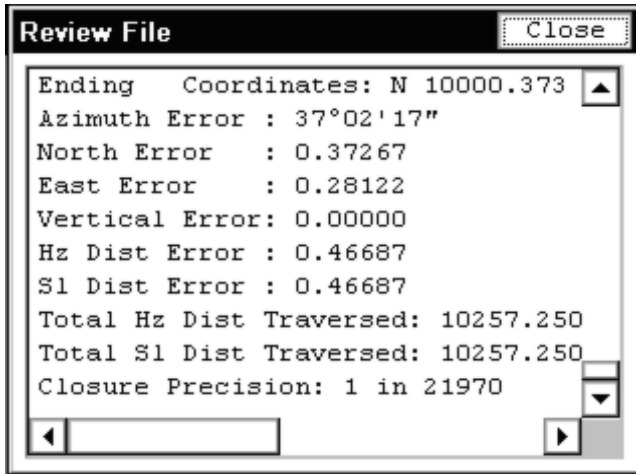 Review File
Close
Ending   Coordinates: N 10000.373
Azimuth Error : 37°02'17"
North Error   : 0.37267
East Error    : 0.28122
Vertical Error: 0.00000
Hz Dist Error : 0.46687
Sl Dist Error : 0.46687
Total Hz Dist Traversed: 10257.250
Total Sl Dist Traversed: 10257.250
Closure Precision: 1 in 21970